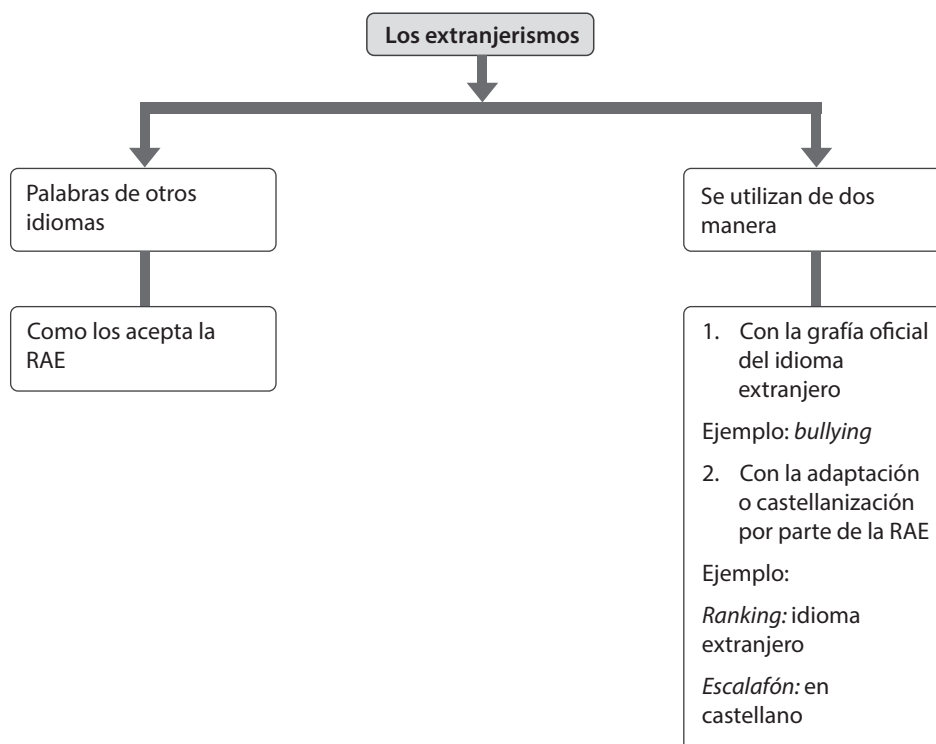 Los extranjerismos
Palabras de otros
idiomas
Como los acepta la
RAE
Se utilizan de dos
manera
1. Con la grafía oficial
del idioma
extranjero
Ejemplo: bullying
2. Con la adaptación
o castellanización
por parte de la RAE
Ejemplo:
Ranking: idioma
extranjero
Escalafón: en
castellano